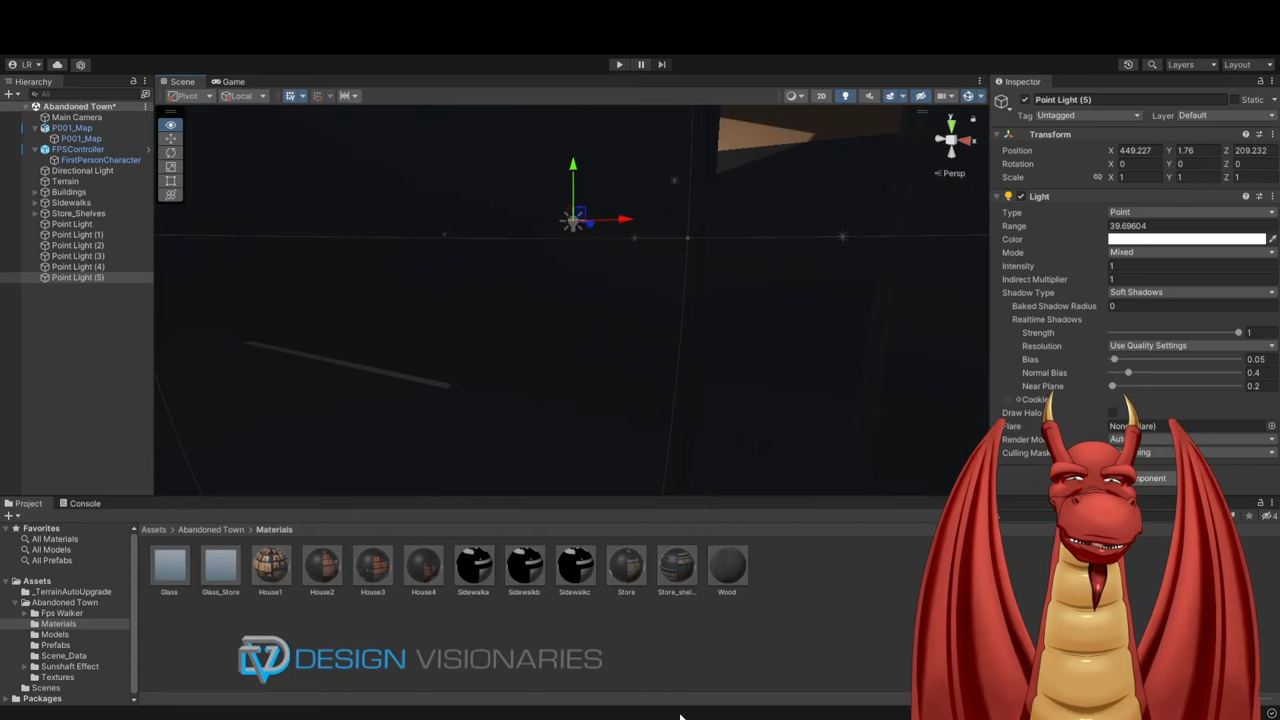 LR
Layers
Layout
Hierarchy
Scene
Game
Inspector
All
Pivot
Local
2D
Point Light (5)
Static
Tag Untagged
Layer Default
Abandoned Town*
Main Camera
P001_Map
P001_Map
FPSController
FirstPersonCharacter
Directional Light
Terrain
Buildings
Sidewalks
Store_Shelves
Point Light
Point Light (1)
Point Light (2)
Point Light (3)
Point Light (4)
Point Light (5)
y
x
Persp
Transform
Position X 449.227 Y 1.76 Z 209.232
Rotation X 0 Y 0 Z 0
Scale X 1 Y 1 Z 1
Light
Type Point
Range 39.69604
Color
Mode Mixed
Intensity 1
Indirect Multiplier 1
Shadow Type Soft Shadows
Baked Shadow Radius 0
Realtime Shadows
Strength 1
Resolution Use Quality Settings
Bias 0.05
Normal Bias 0.4
Near Plane 0.2
Cookie
Draw Halo
Flare
Render Mo
Culling Mask
Project
Console
4
Favorites
All Materials
All Models
All Prefabs
Assets
_TerrainAutoUpgrade
Abandoned Town
Fps Walker
Materials
Models
Prefabs
Scene_Data
Sunshaft Effect
Textures
Scenes
Packages
Assets Abandoned Town Materials
Glass Glass_Store House1 House2 House3 House4 Sidewalka Sidewalkb Sidewalkc Store Store_shel... Wood
DESIGN VISIONARIES